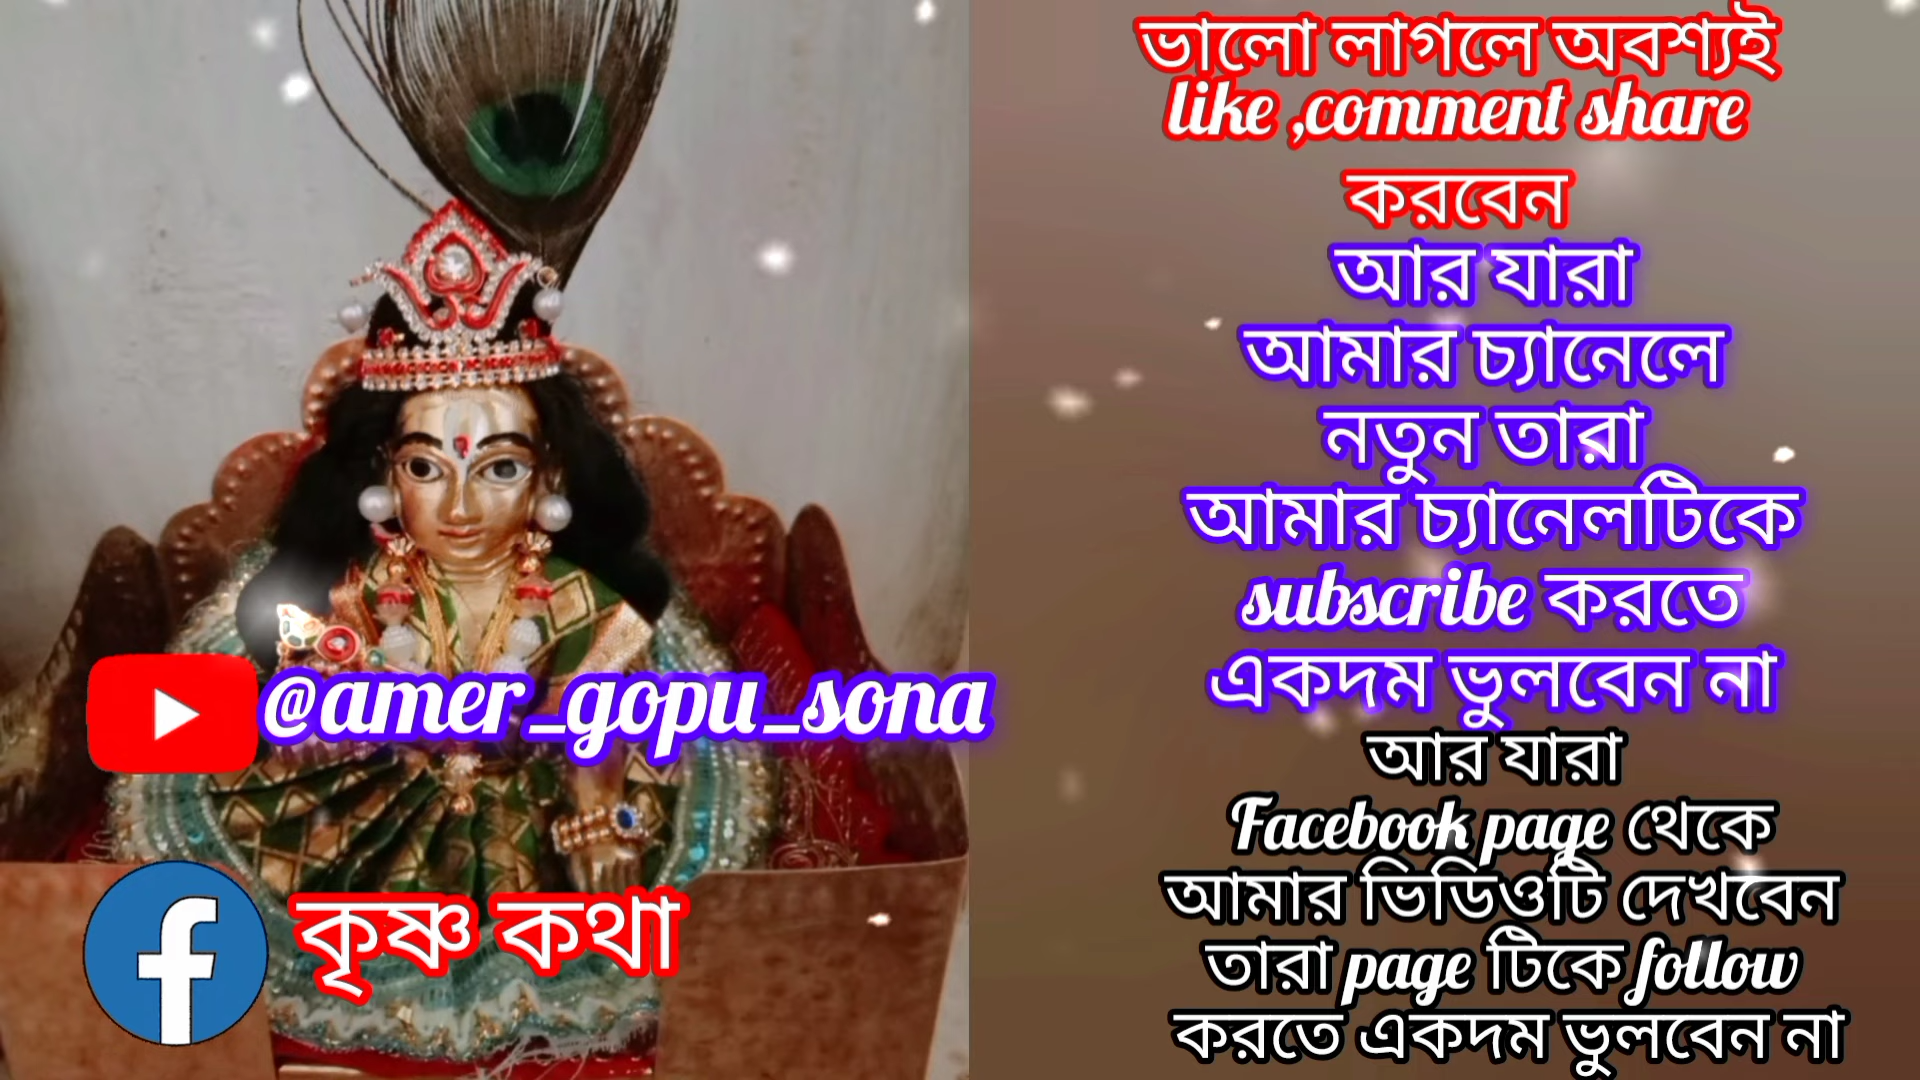 ভালো লাগলে অবশ্যই
like ,comment share
করবেন
আর যারা
আমার চ্যানেলে
নতুন তারা
আমার চ্যানেলটিকে
subscribe করতে
একদম ভুলবেন না
আর যারা
Facebook page থেকে
আমার ভিডিওটি দেখবেন
তারা page টিকে follow
করতে একদম ভুলবেন না
@amer_gopu_sona
কৃষ্ণ কথা